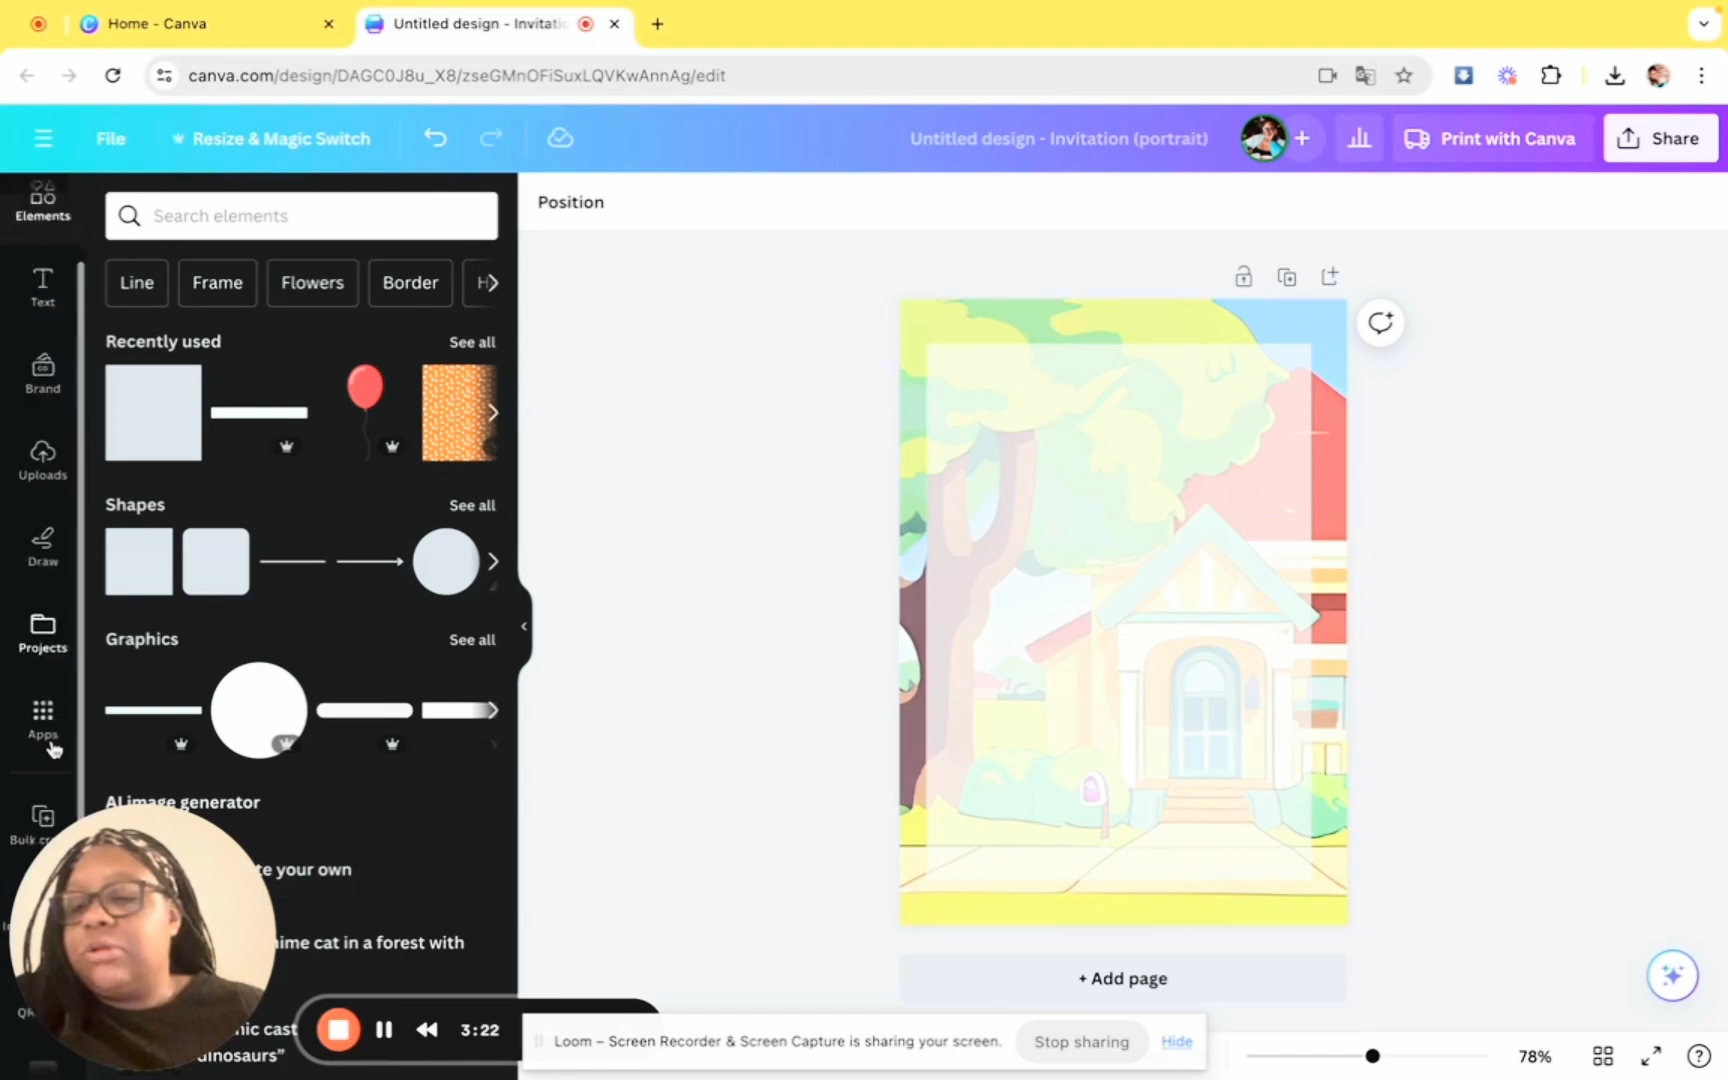 Home - Canva
Untitled design - Invitatio
canva.com/design/DAGC0J8u_X8/zseGMnOFiSuxLQVKwAnnAg/edit
File
Resize & Magic Switch
Untitled design - Invitation (portrait)
Print with Canva
Share
Elements
Text
Brand
Uploads
Draw
Projects
Apps
Bulk cr
Search elements
Line
Frame
Flowers
Border
H
Recently used
See all
Shapes
See all
Graphics
See all
AI image generator
te your own
ime cat in a forest with
nic cast
dinosaurs”
Position
+ Add page
3:22
Loom – Screen Recorder & Screen Capture is sharing your screen.
Stop sharing
Hide
78%